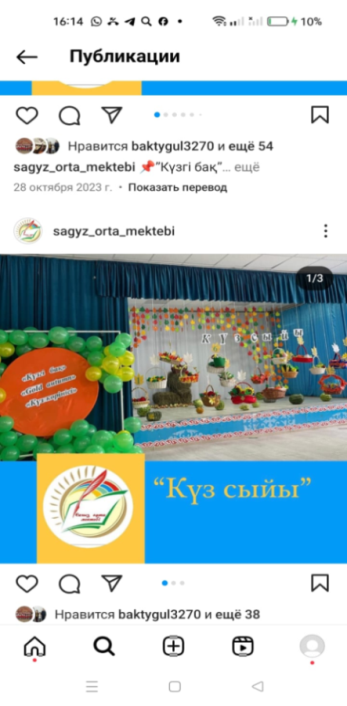 16:14
10%
Публикации
Нравится baktygul3270 и ещё 54
sagyz_orta_mektebi 📌"Күзгі бақ"... ещё
28 октября 2023 г. • Показать перевод
sagyz_orta_mektebi
1/3
КҮЗ СЫЙЫ
"Күз сыйы"
Нравится baktygul3270 и ещё 38